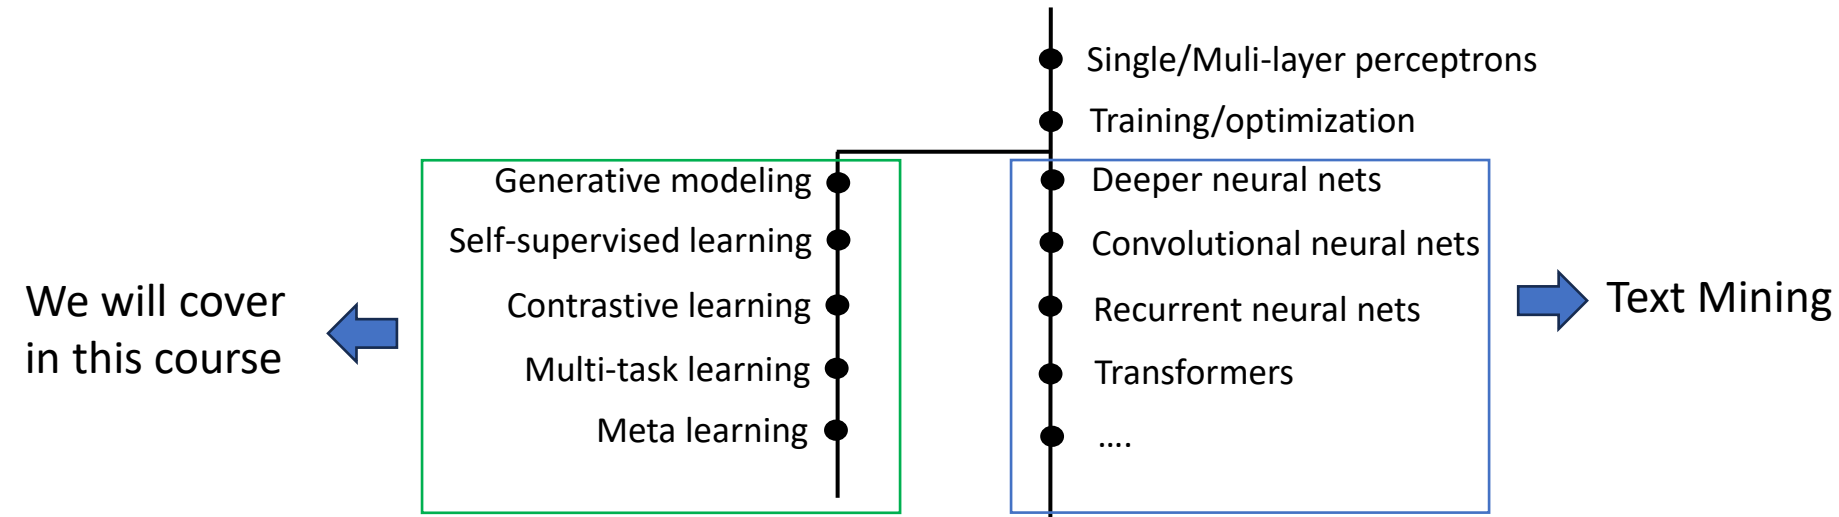 Single/Muli-layer perceptrons
Training/optimization
Generative modeling
Self-supervised learning
Contrastive learning
Multi-task learning
Meta learning
Deeper neural nets
Convolutional neural nets
Recurrent neural nets
Transformers
....
We will cover
in this course
Text Mining